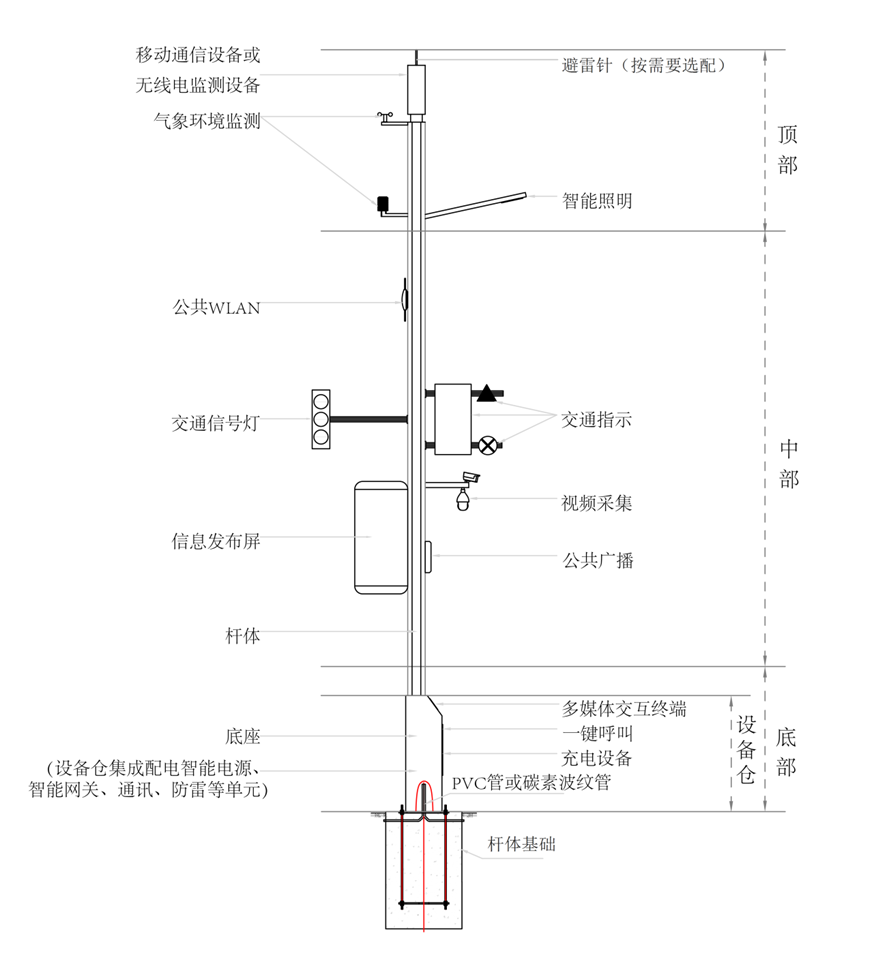 移动通信设备或
无线电监测设备
避雷针（按需要选配）
气象环境监测
顶部
智能照明
公共WLAN
交通信号灯
交通指示
中部
视频采集
信息发布屏
公共广播
杆体
多媒体交互终端
底座
一键呼叫
设备仓
底部
充电设备
(设备仓集成配电智能电源、
智能网关、通讯、防雷等单元)
PVC管或碳素波纹管
杆体基础